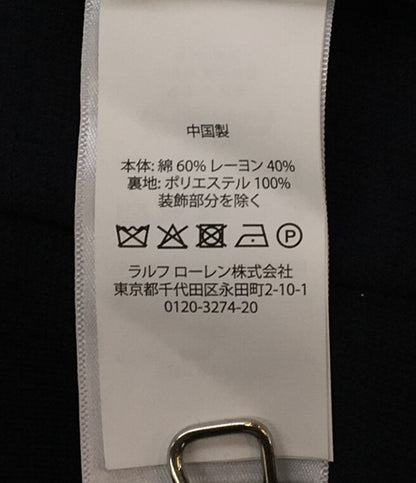 中国製
本体: 綿 60% レーヨン 40%
裏地: ポリエステル 100%
装飾部分を除く
P
ラルフ ローレン株式会社
東京都千代田区永田町2-10-1
0120-3274-20